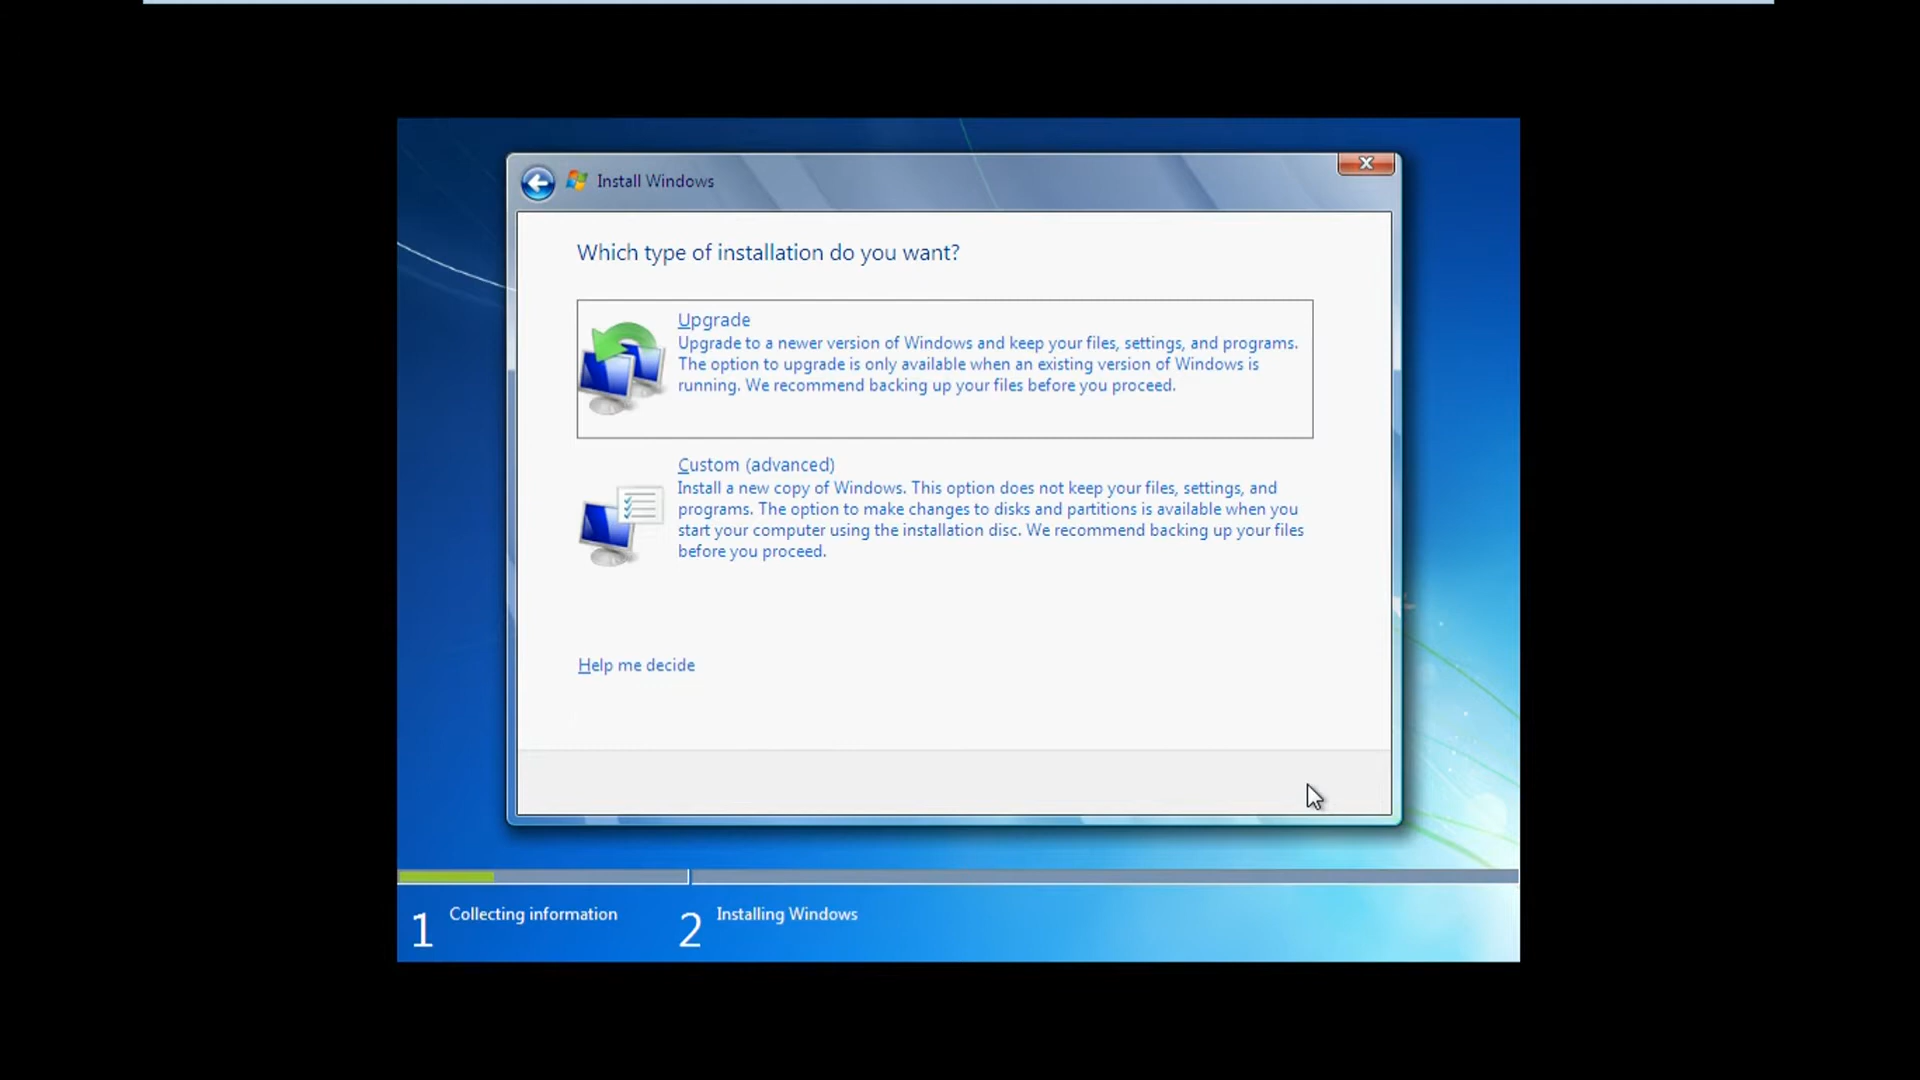 Install Windows
Which type of installation do you want?
Upgrade
Upgrade to a newer version of Windows and keep your files, settings, and programs.
The option to upgrade is only available when an existing version of Windows is
running. We recommend backing up your files before you proceed.
Custom (advanced)
Install a new copy of Windows. This option does not keep your files, settings, and
programs. The option to make changes to disks and partitions is available when you
start your computer using the installation disc. We recommend backing up your files
before you proceed.
Help me decide
1 Collecting information
2 Installing Windows